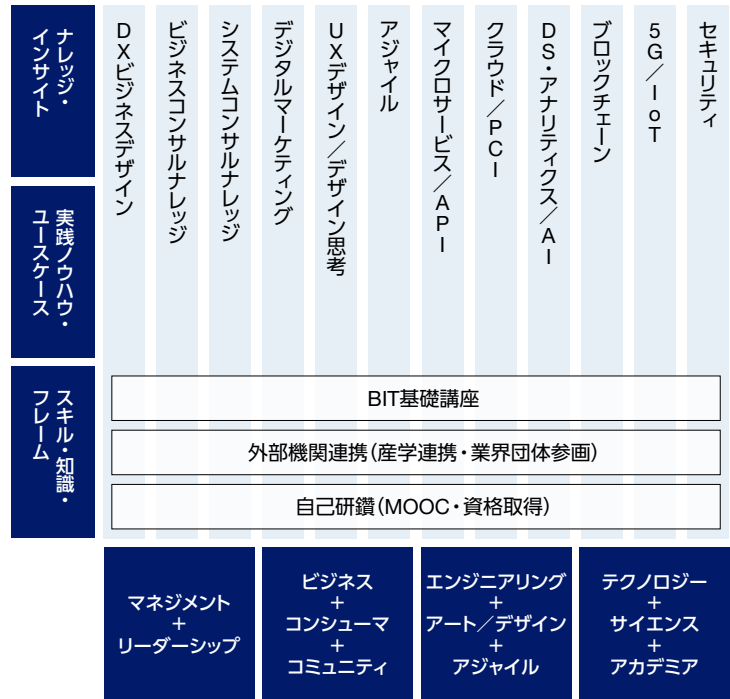 ナレッジ・
インサイト
実践ノウハウ・
ユースケース
スキル・知識・
フレーム
DXビジネスデザイン
ビジネスコンサルナレッジ
システムコンサルナレッジ
デジタルマーケティング
UXデザイン／デザイン思考
アジャイル
マイクロサービス／API
クラウド／PCI
DS・アナリティクス／AI
ブロックチェーン
5G／IoT
セキュリティ
BIT基礎講座
外部機関連携（産学連携・業界団体参画）
自己研鑽（MOOC・資格取得）
マネジメント
+
リーダーシップ
ビジネス
+
コンシューマ
+
コミュニティ
エンジニアリング
+
アート／デザイン
+
アジャイル
テクノロジー
+
サイエンス
+
アカデミア